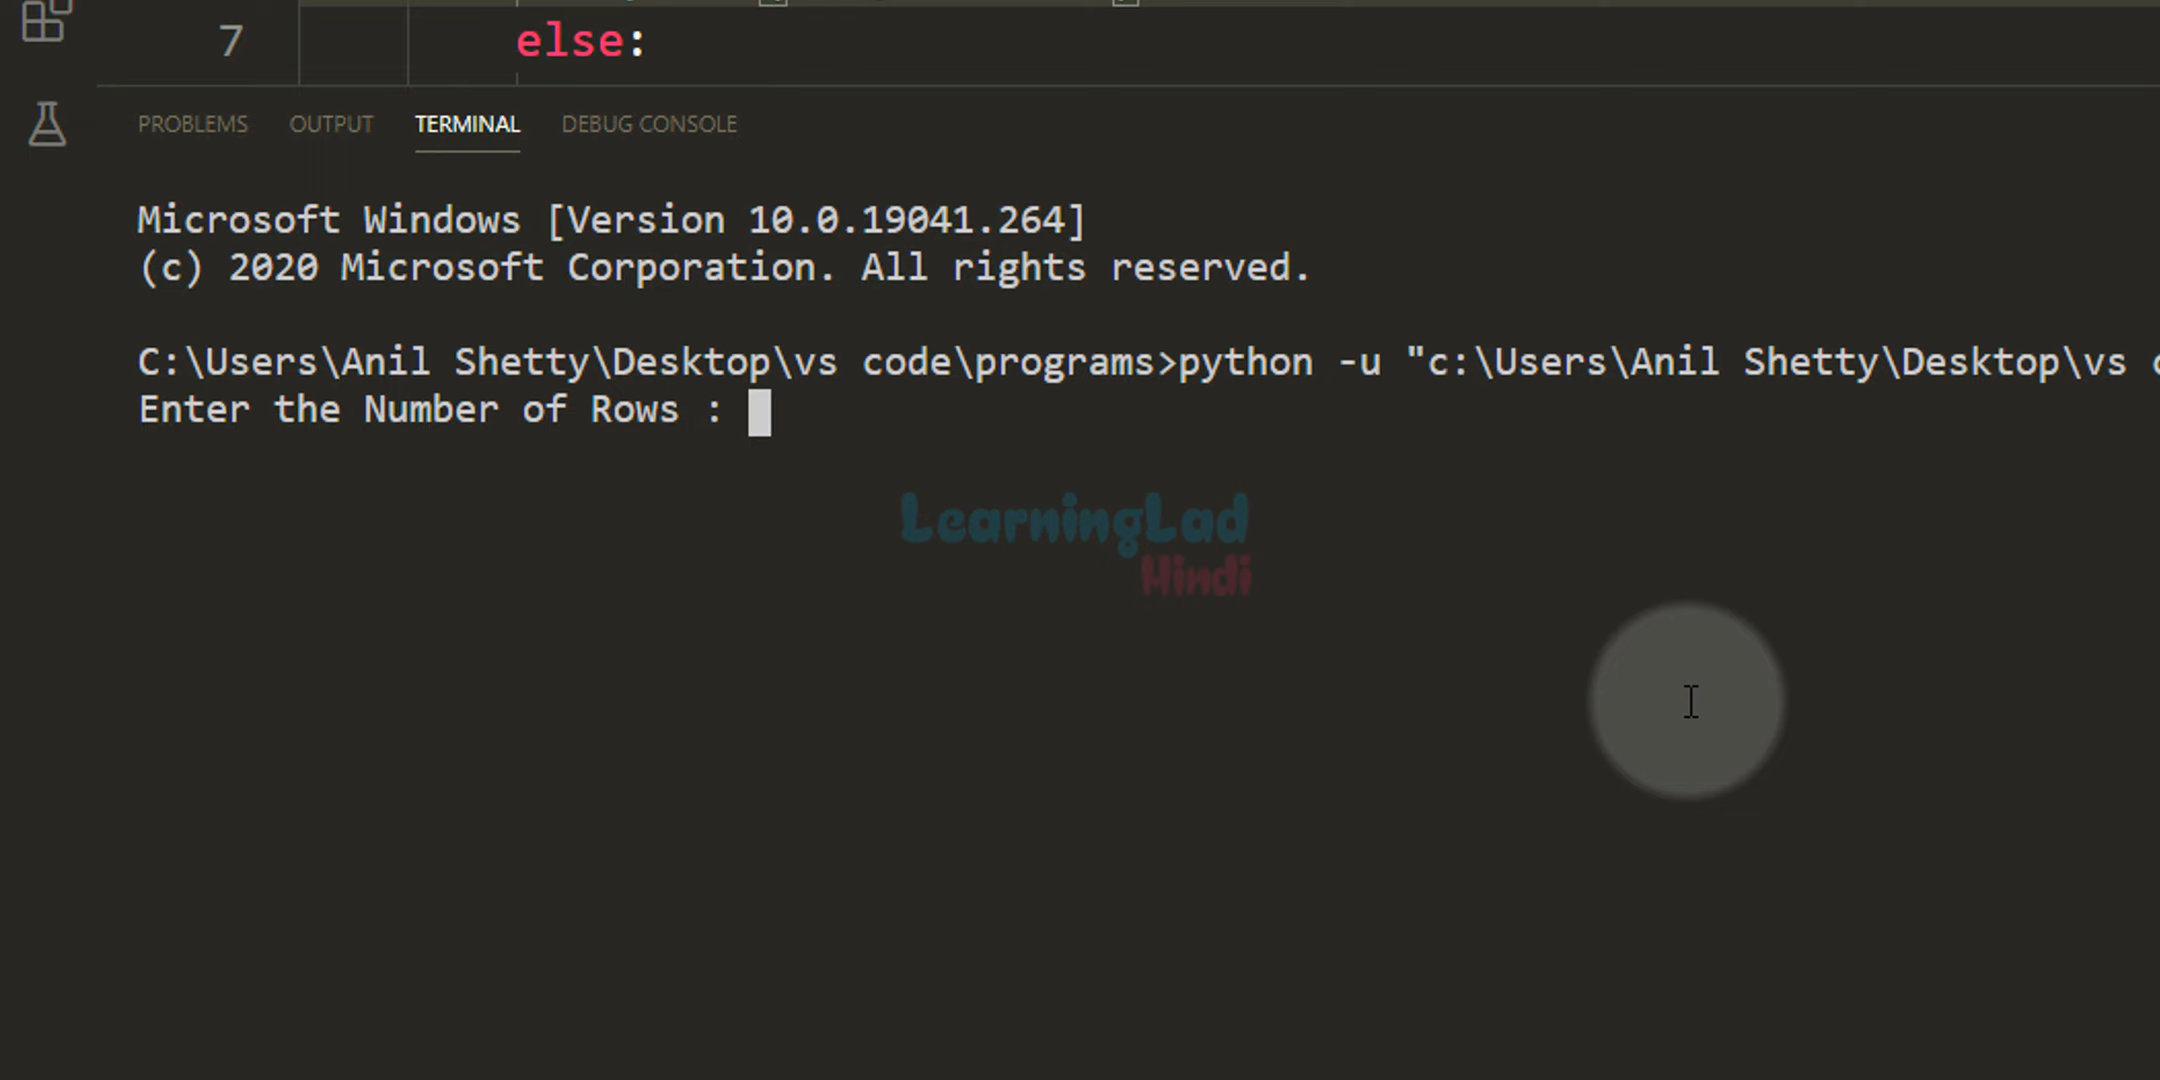 7 else:
PROBLEMS OUTPUT TERMINAL DEBUG CONSOLE
Microsoft Windows [Version 10.0.19041.264]
(c) 2020 Microsoft Corporation. All rights reserved.
C:\Users\Anil Shetty\Desktop\vs code\programs>python -u "c:\Users\Anil Shetty\Desktop\vs
Enter the Number of Rows :
LearningLad
Hindi